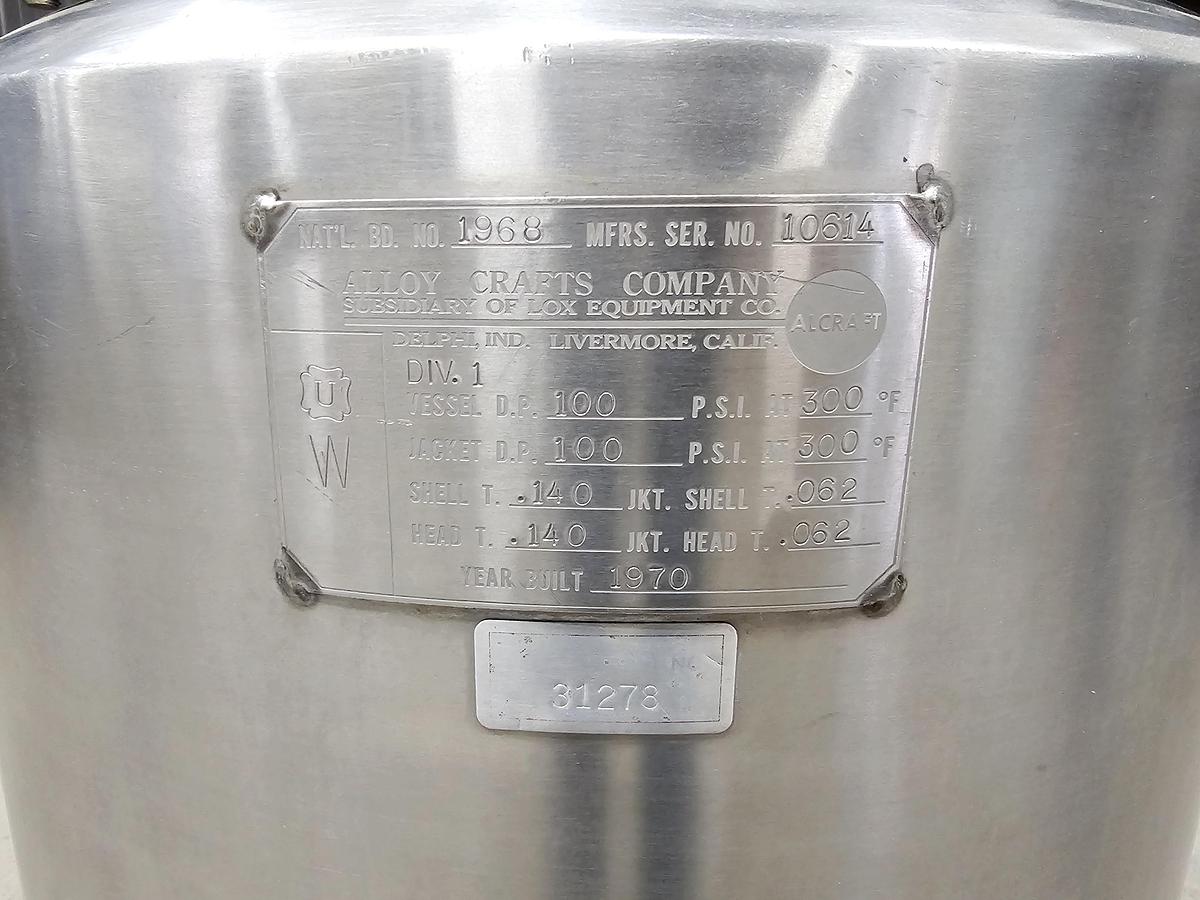 NAT'L. BD. NO. 1968 MFRS. SER. NO. 10614
ALLOY CRAFTS COMPANY
SUBSIDIARY OF LOX EQUIPMENT CO.
ALCRAFT
DELPHI, IND. LIVERMORE, CALIF.
DIV. 1
U
W
VESSEL D.P. 100 P.S.I. AT 300 °F
JACKET D.P. 100 P.S.I. AT 300 °F
SHELL T. .140 JKT. SHELL T. .062
HEAD T. .140 JKT. HEAD T. .062
YEAR BUILT 1970
31278